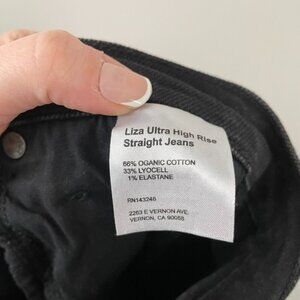 Liza Ultra High Rise
Straight Jeans
66% OGANIC COTTON
33% LYOCELL
1% ELASTANE
RN143246
2263 E VERNON AVE.
VERNON, CA 90058